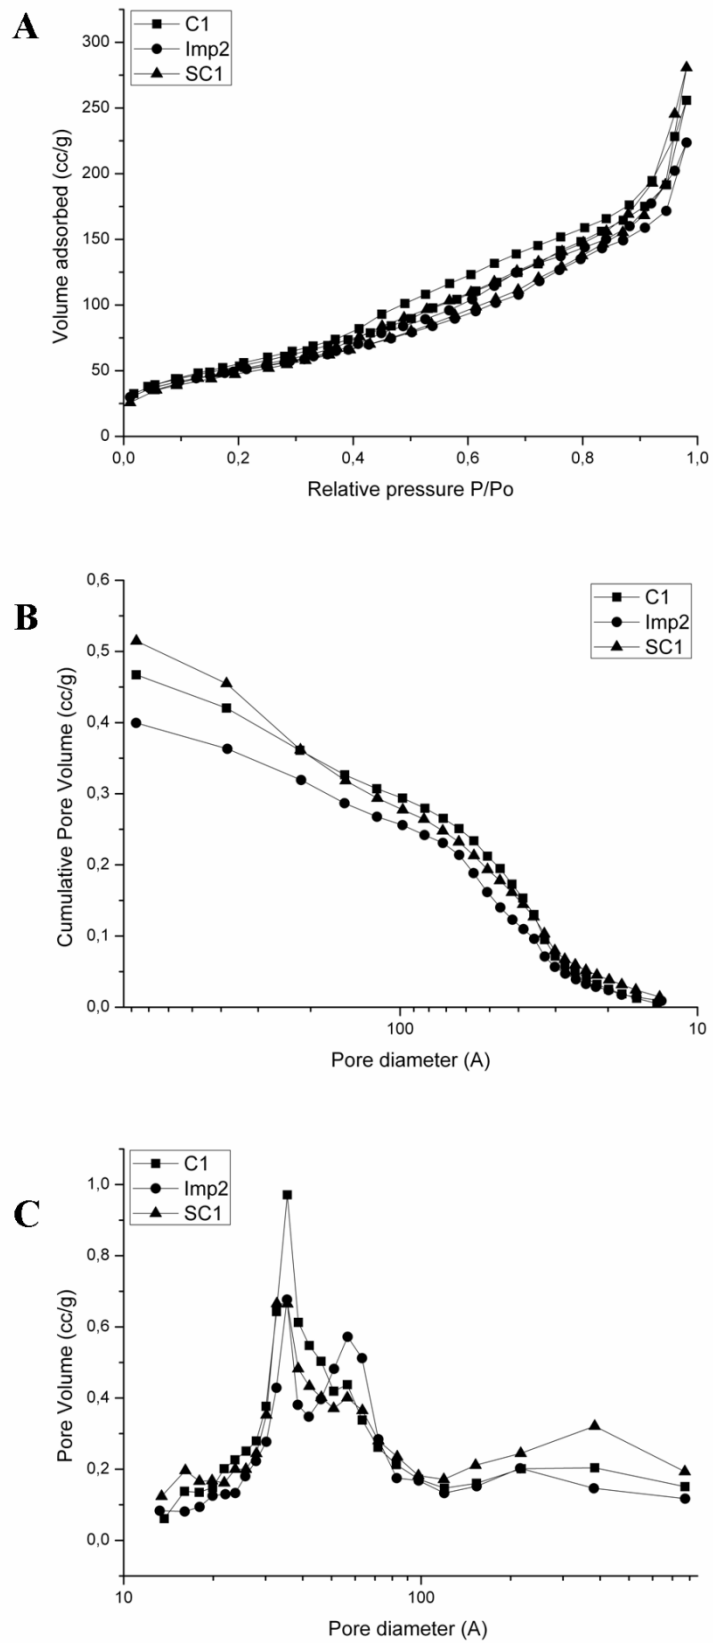 A
C1
Imp2
SC1
300
250
200
150
100
50
0
Volume adsorbed (cc/g)
0,0
0,2
0,4
0,6
0,8
1,0
Relative pressure P/Po
B
C1
Imp2
SC1
0,6
0,5
0,4
0,3
0,2
0,1
0,0
Cumulative Pore Volume (cc/g)
100
10
Pore diameter (A)
C
C1
Imp2
SC1
1,0
0,8
0,6
0,4
0,2
0,0
Pore Volume (cc/g)
10
100
Pore diameter (A)